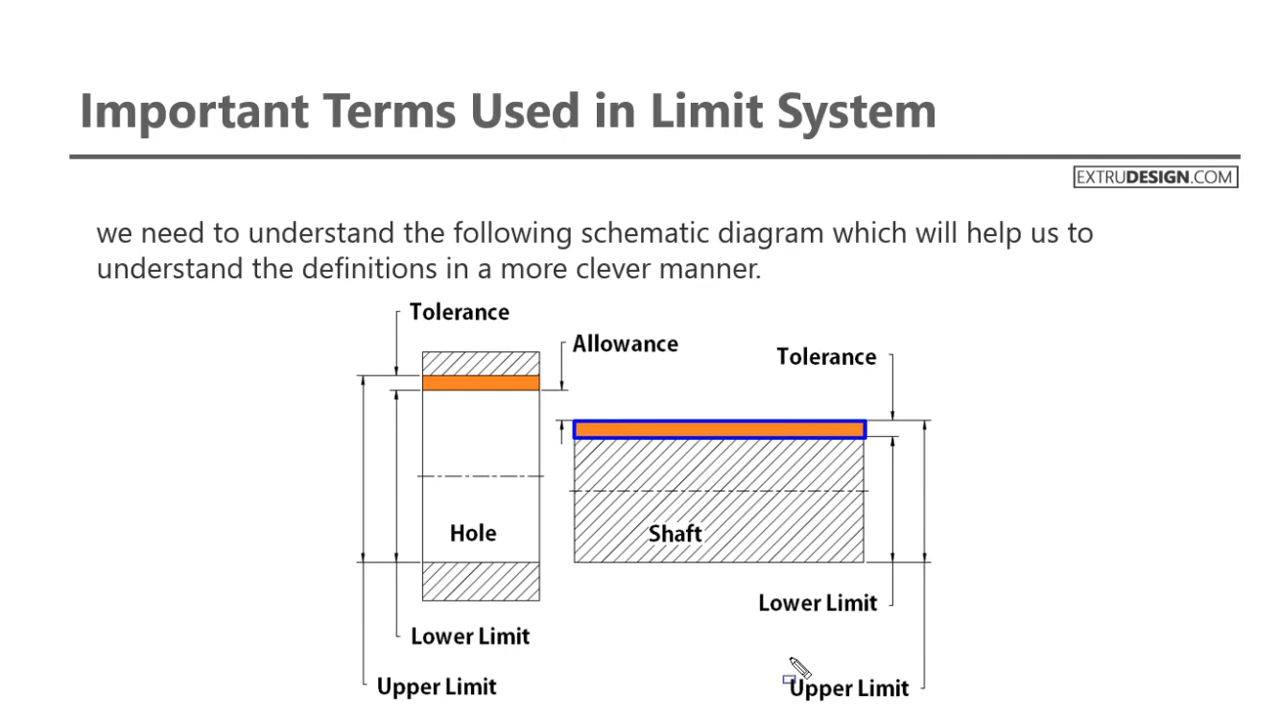 Important Terms Used in Limit System
EXTRUDESIGN.COM
we need to understand the following schematic diagram which will help us to
understand the definitions in a more clever manner.
Tolerance
Allowance
Tolerance
Hole
Shaft
Lower Limit
Lower Limit
Upper Limit
Upper Limit